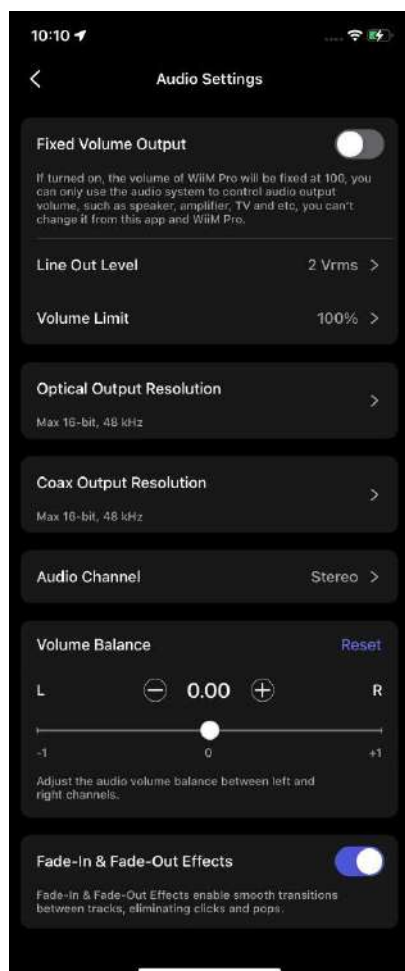 10:10
Audio Settings
Fixed Volume Output
If turned on, the volume of WiiM Pro will be fixed at 100, you
can only use the audio system to control audio output
volume, such as speaker, amplifier, TV and etc, you can't
change it from this app and WiiM Pro.
Line Out Level 2 Vrms >
Volume Limit 100% >
Optical Output Resolution >
Max 16-bit, 48 kHz
Coax Output Resolution >
Max 16-bit, 48 kHz
Audio Channel Stereo >
Volume Balance Reset
L 0.00 R
-1 0 +1
Adjust the audio volume balance between left and
right channels.
Fade-In & Fade-Out Effects
Fade-In & Fade-Out Effects enable smooth transitions
between tracks, eliminating clicks and pops.